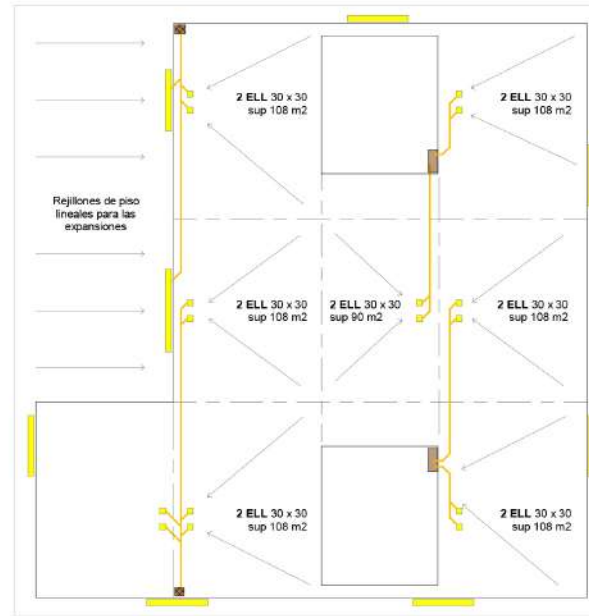 2 ELL 30 x 30
sup 108 m2
2 ELL 30 x 30
sup 108 m2
Rejillones de piso
lineales para las
expansiones
2 ELL 30 x 30
sup 108 m2
2 ELL 30 x 30
sup 90 m2
2 ELL 30 x 30
sup 108 m2
2 ELL 30 x 30
sup 108 m2
2 ELL 30 x 30
sup 108 m2